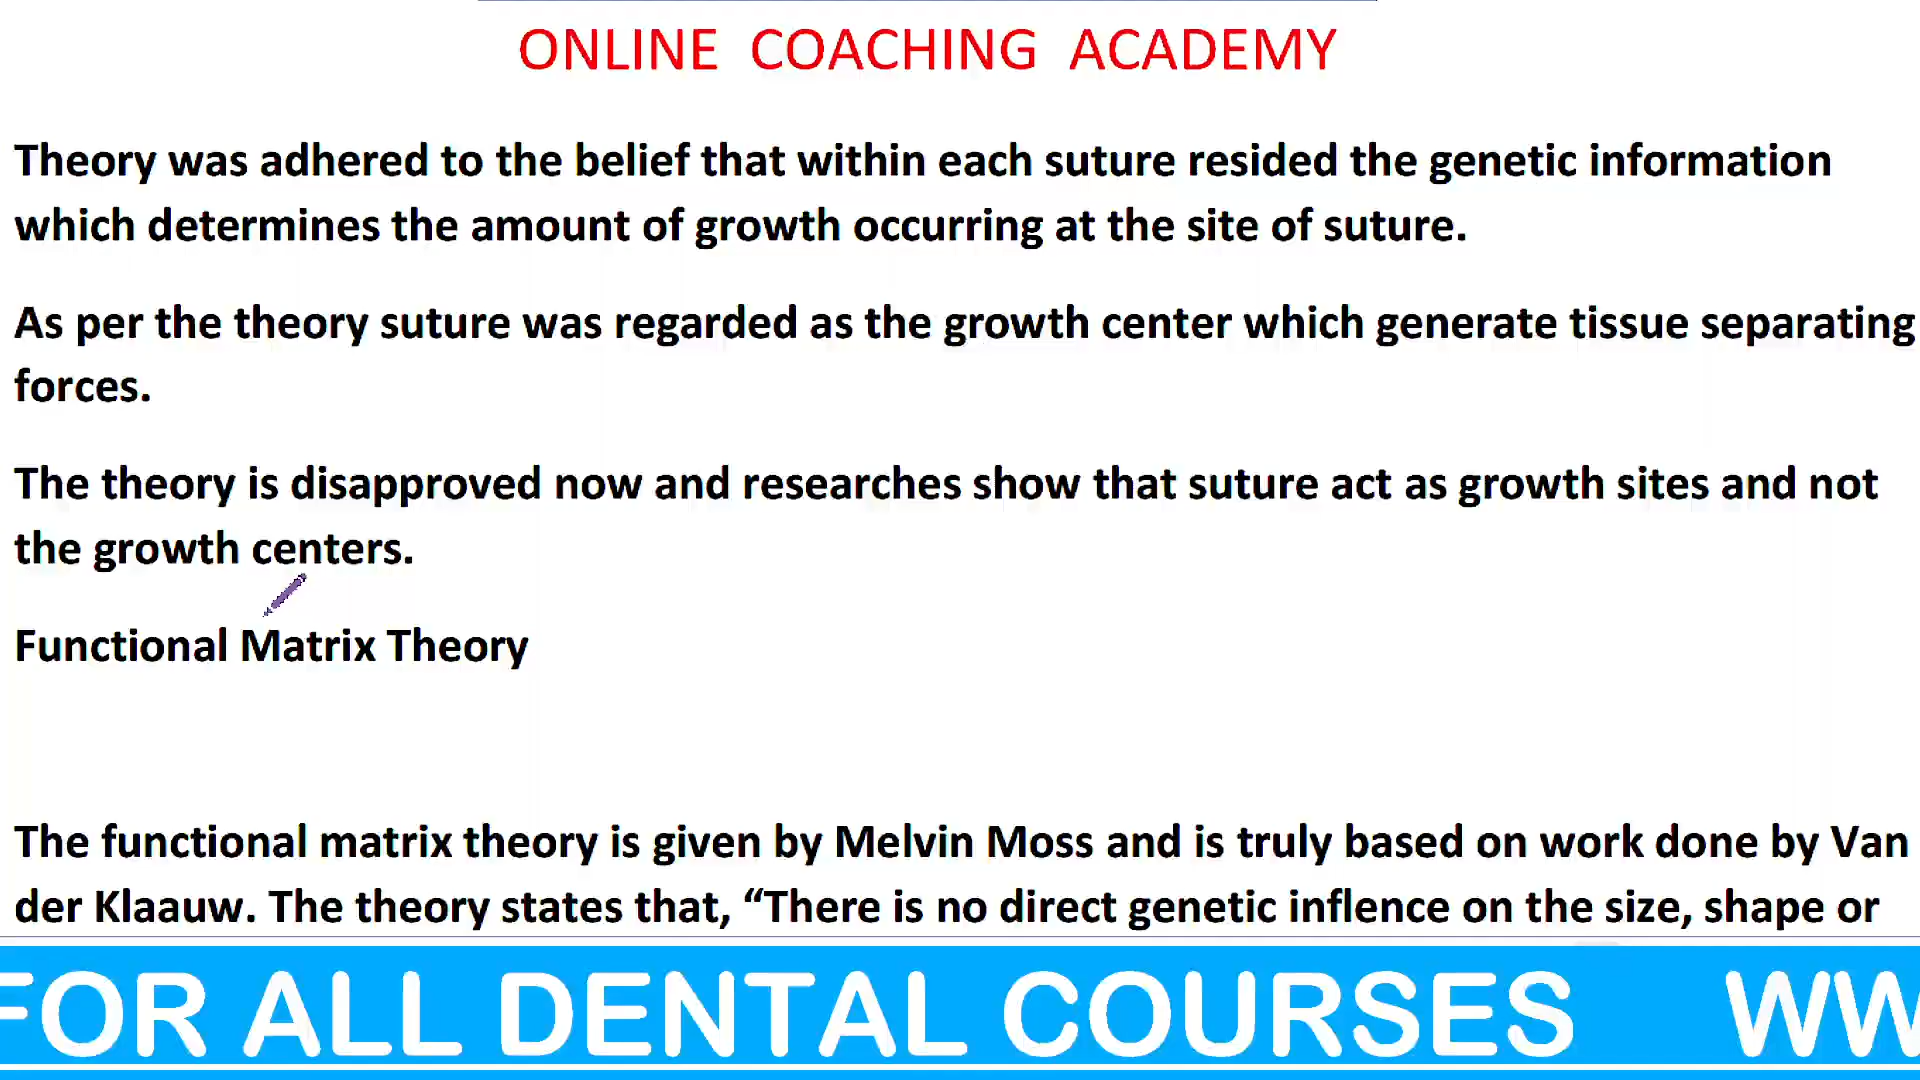 ONLINE COACHING ACADEMY
Theory was adhered to the belief that within each suture resided the genetic information
which determines the amount of growth occurring at the site of suture.
As per the theory suture was regarded as the growth center which generate tissue separating
forces.
The theory is disapproved now and researches show that suture act as growth sites and not
the growth centers.
Functional Matrix Theory
The functional matrix theory is given by Melvin Moss and is truly based on work done by Van
der Klaauw. The theory states that, “There is no direct genetic inflence on the size, shape or
FOR ALL DENTAL COURSES WW